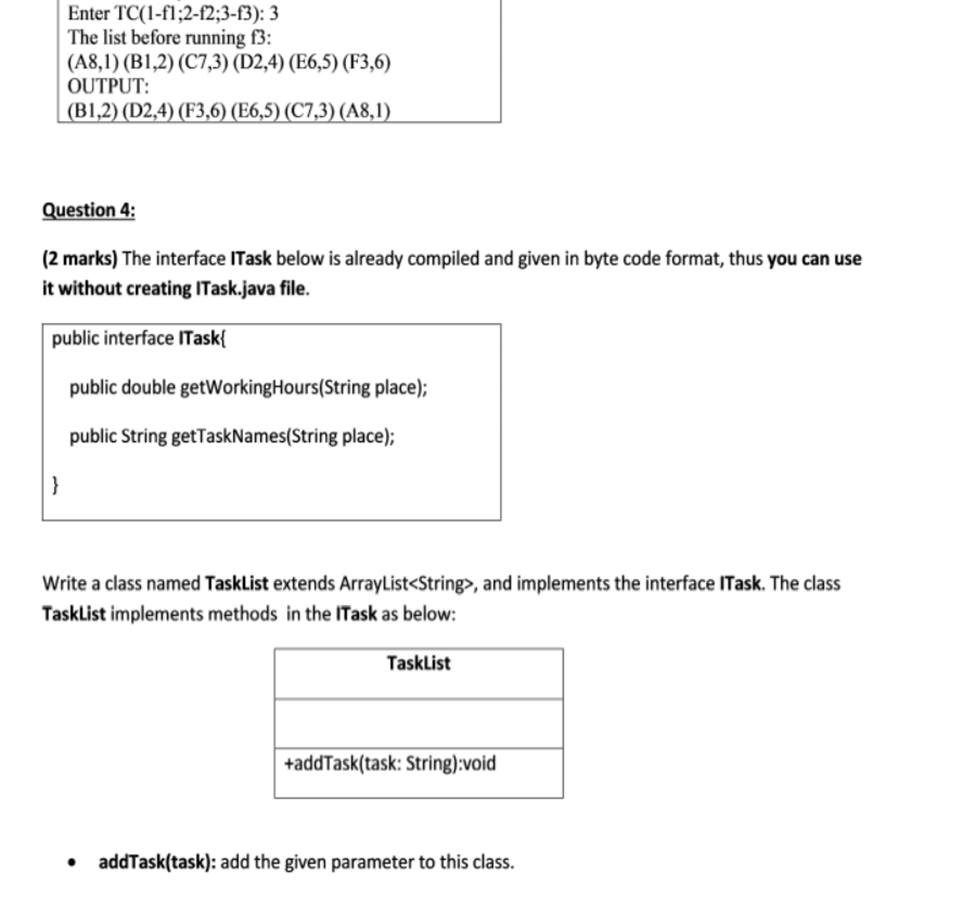 Enter TC(1-f1;2-f2;3-f3): 3
The list before running f3:
(A8,1) (B1,2) (C7,3) (D2,4) (E6,5) (F3,6)
OUTPUT:
(B1,2) (D2,4) (F3,6) (E6,5) (C7,3) (A8,1)
Question 4:
(2 marks) The interface ITask below is already compiled and given in byte code format, thus you can use
it without creating ITask.java file.
public interface ITask{
public double getWorkingHours(String place);
public String getTaskNames(String place);
}
Write a class named TaskList extends ArrayList<String>, and implements the interface ITask. The class
TaskList implements methods in the ITask as below:
TaskList
+addTask(task: String):void
• addTask(task): add the given parameter to this class.